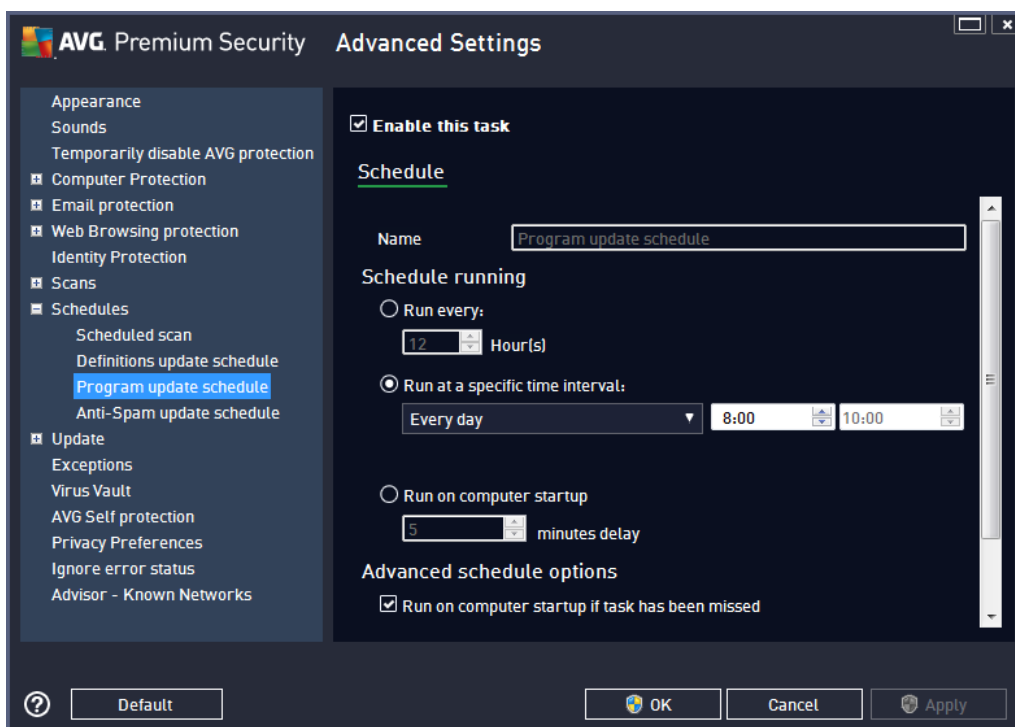 AVG. Premium Security
Advanced Settings
Appearance
Sounds
Temporarily disable AVG protection
Computer Protection
Email protection
Web Browsing protection
Identity Protection
Scans
Schedules
Scheduled scan
Definitions update schedule
Program update schedule
Anti-Spam update schedule
Update
Exceptions
Virus Vault
AVG Self protection
Privacy Preferences
Ignore error status
Advisor - Known Networks
Enable this task
Schedule
Name Program update schedule
Schedule running
Run every:
12 Hour(s)
Run at a specific time interval:
Every day 8:00 10:00
Run on computer startup
5 minutes delay
Advanced schedule options
Run on computer startup if task has been missed
? Default OK Cancel Apply